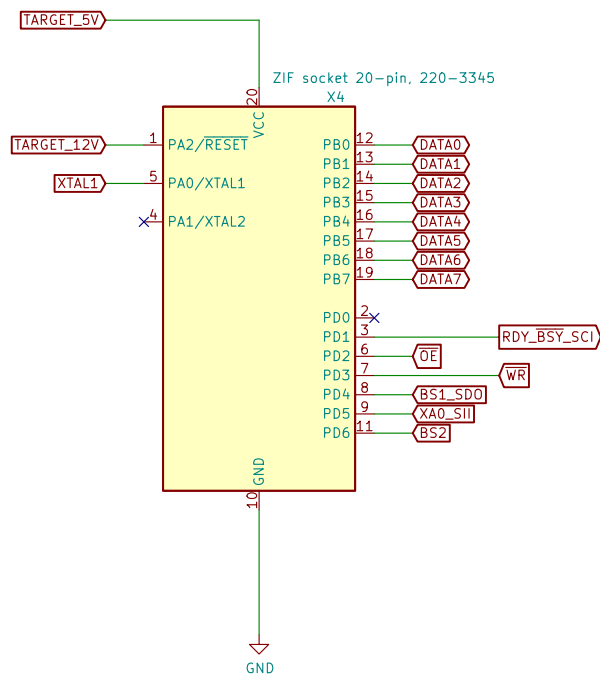 TARGET_5V
ZIF socket 20-pin, 220-3345
X4
20
VCC
TARGET_12V 1 PA2/RESET PB0 12 DATA0
PB1 13 DATA1
XTAL1 5 PA0/XTAL1 PB2 14 DATA2
PB3 15 DATA3
4 PA1/XTAL2 PB4 16 DATA4
PB5 17 DATA5
PB6 18 DATA6
PB7 19 DATA7
PD0 2
PD1 3 RDY_BSY_SCI
PD2 6 OE
PD3 7 WR
PD4 8 BS1_SDO
PD5 9 XA0_SII
PD6 11 BS2
GND
10
GND